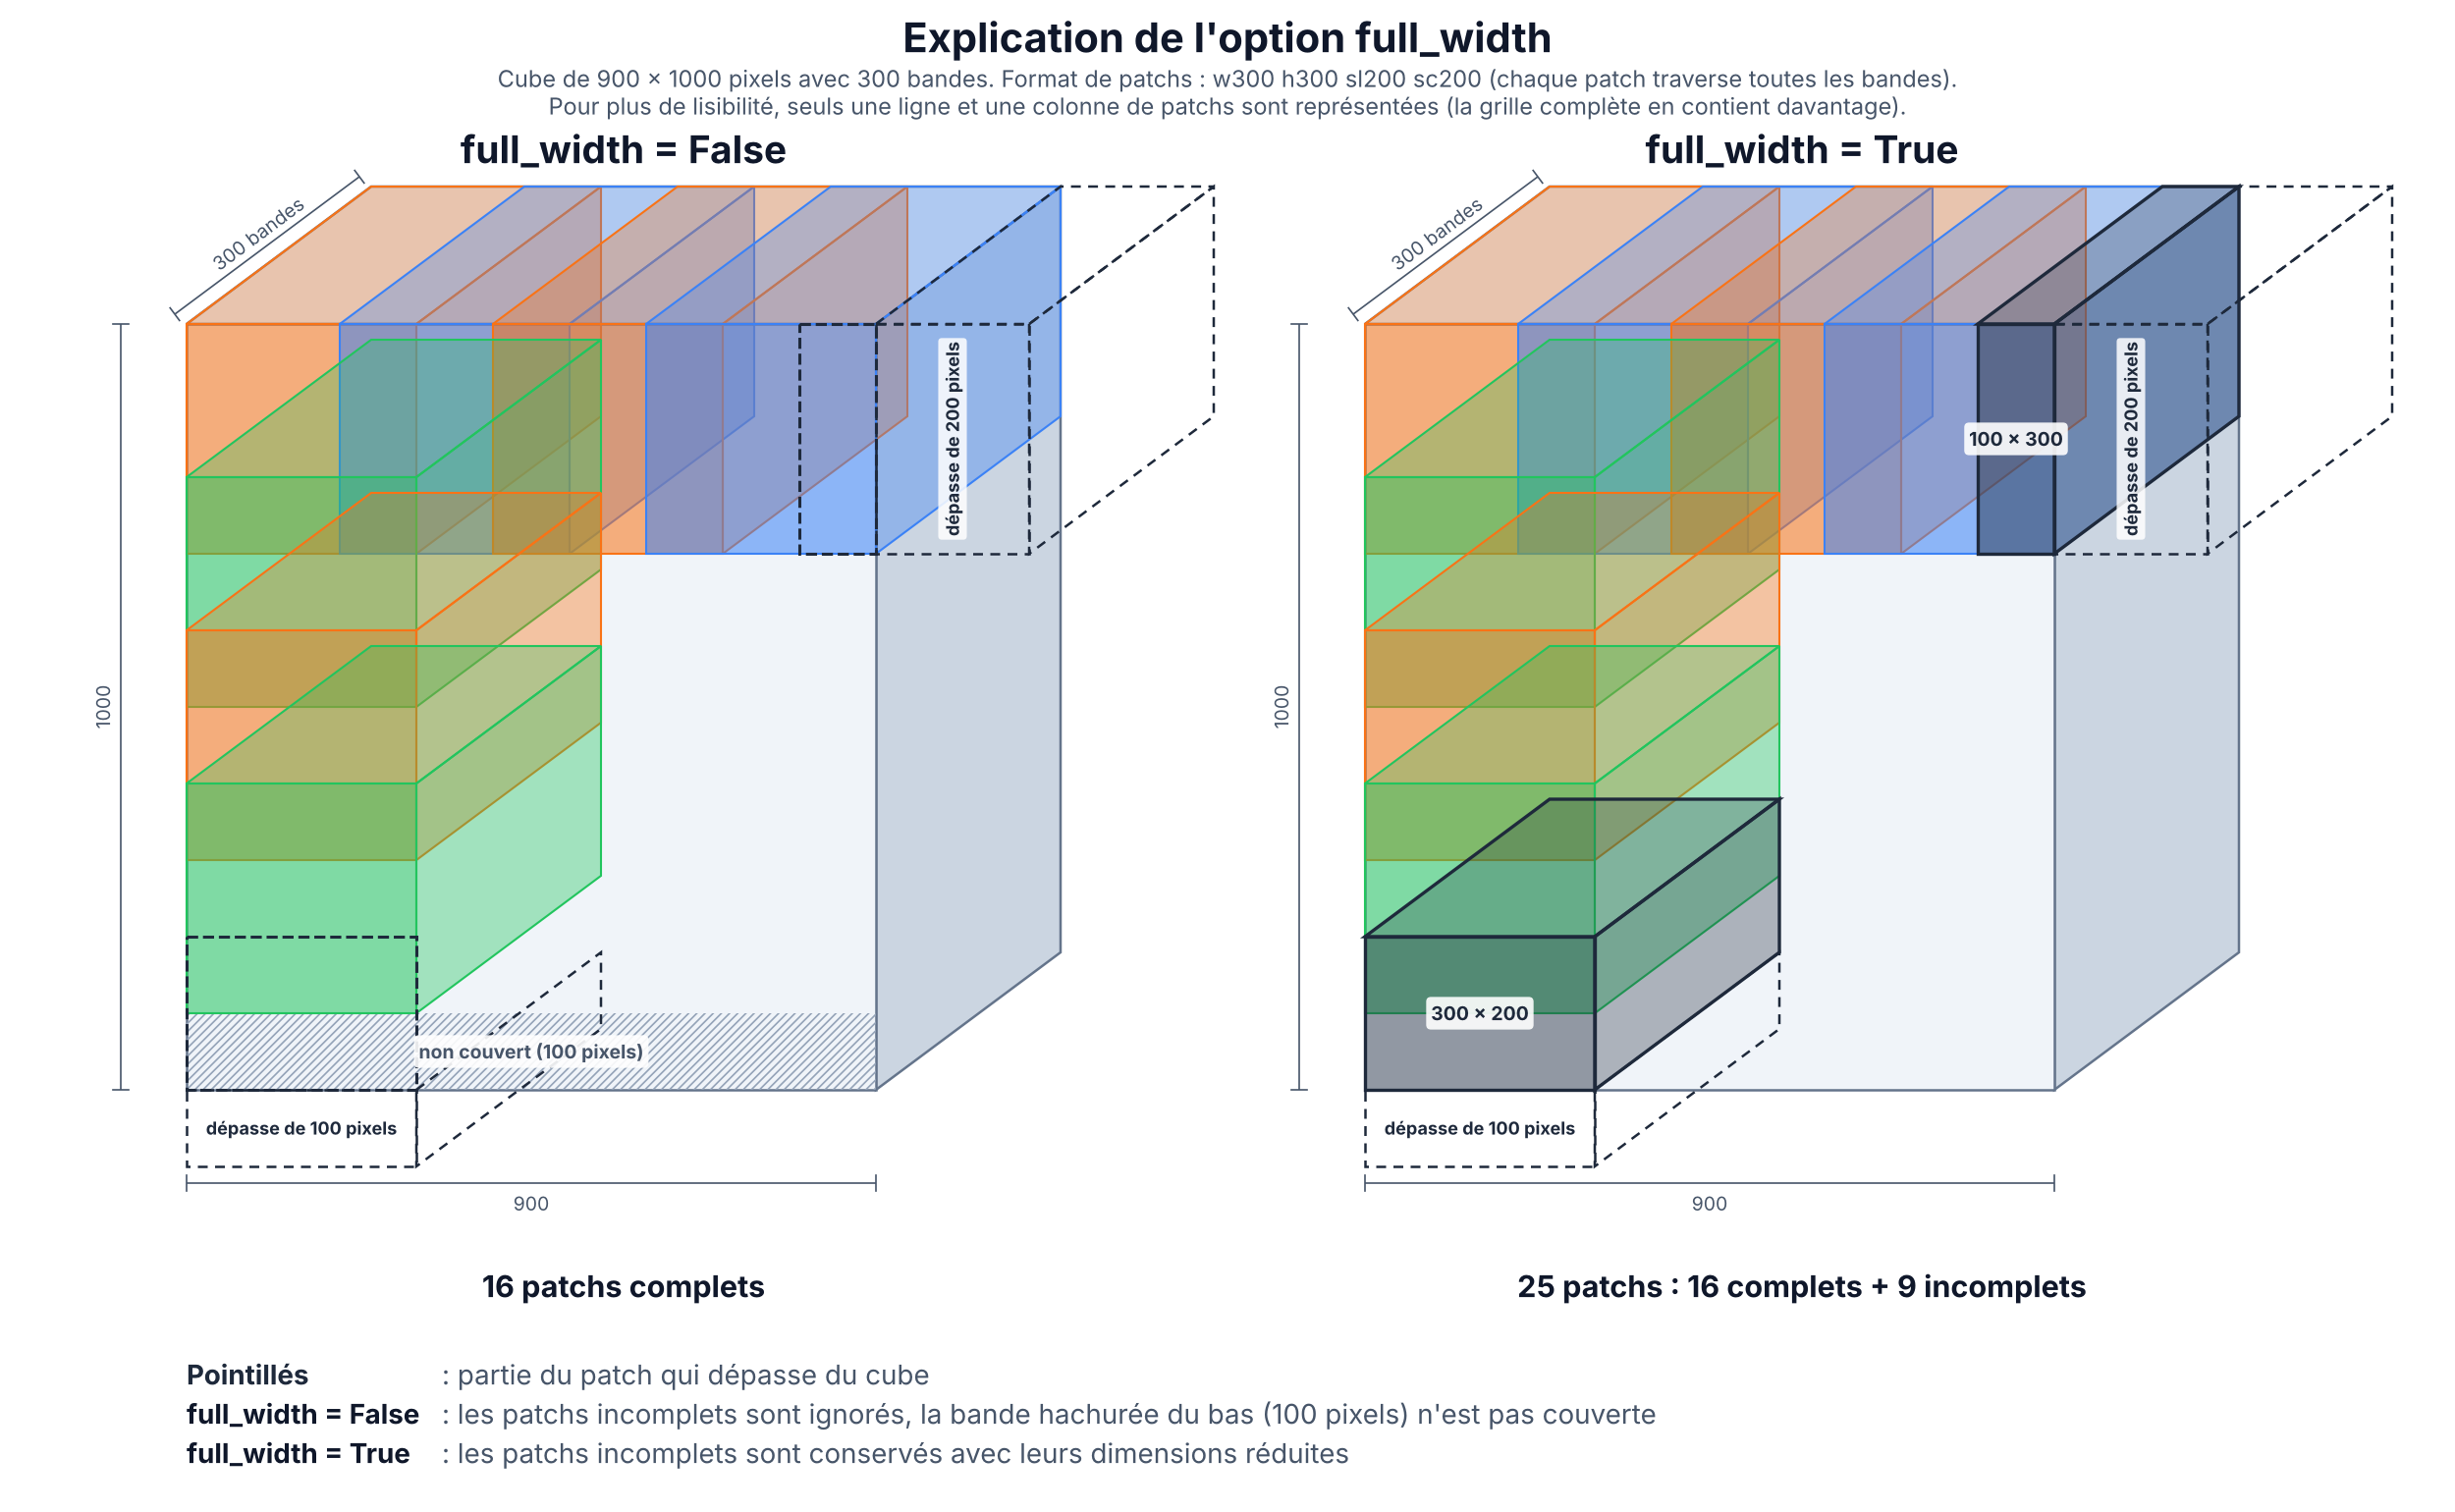 Explication de l'option full_width
Cube de 900 × 1000 pixels avec 300 bandes. Format de patchs : w300 h300 sl200 sc200 (chaque patch traverse toutes les bandes).
Pour plus de lisibilité, seuls une ligne et une colonne de patchs sont représentées (la grille complète en contient davantage).
full_width = False
300 bandes
dépasse de 200 pixels
1000
non couvert (100 pixels)
dépasse de 100 pixels
900
16 patchs complets
full_width = True
300 bandes
100 × 300
dépasse de 200 pixels
1000
300 × 200
dépasse de 100 pixels
900
25 patchs : 16 complets + 9 incomplets
Pointillés : partie du patch qui dépasse du cube
full_width = False : les patchs incomplets sont ignorés, la bande hachurée du bas (100 pixels) n'est pas couverte
full_width = True : les patchs incomplets sont conservés avec leurs dimensions réduites